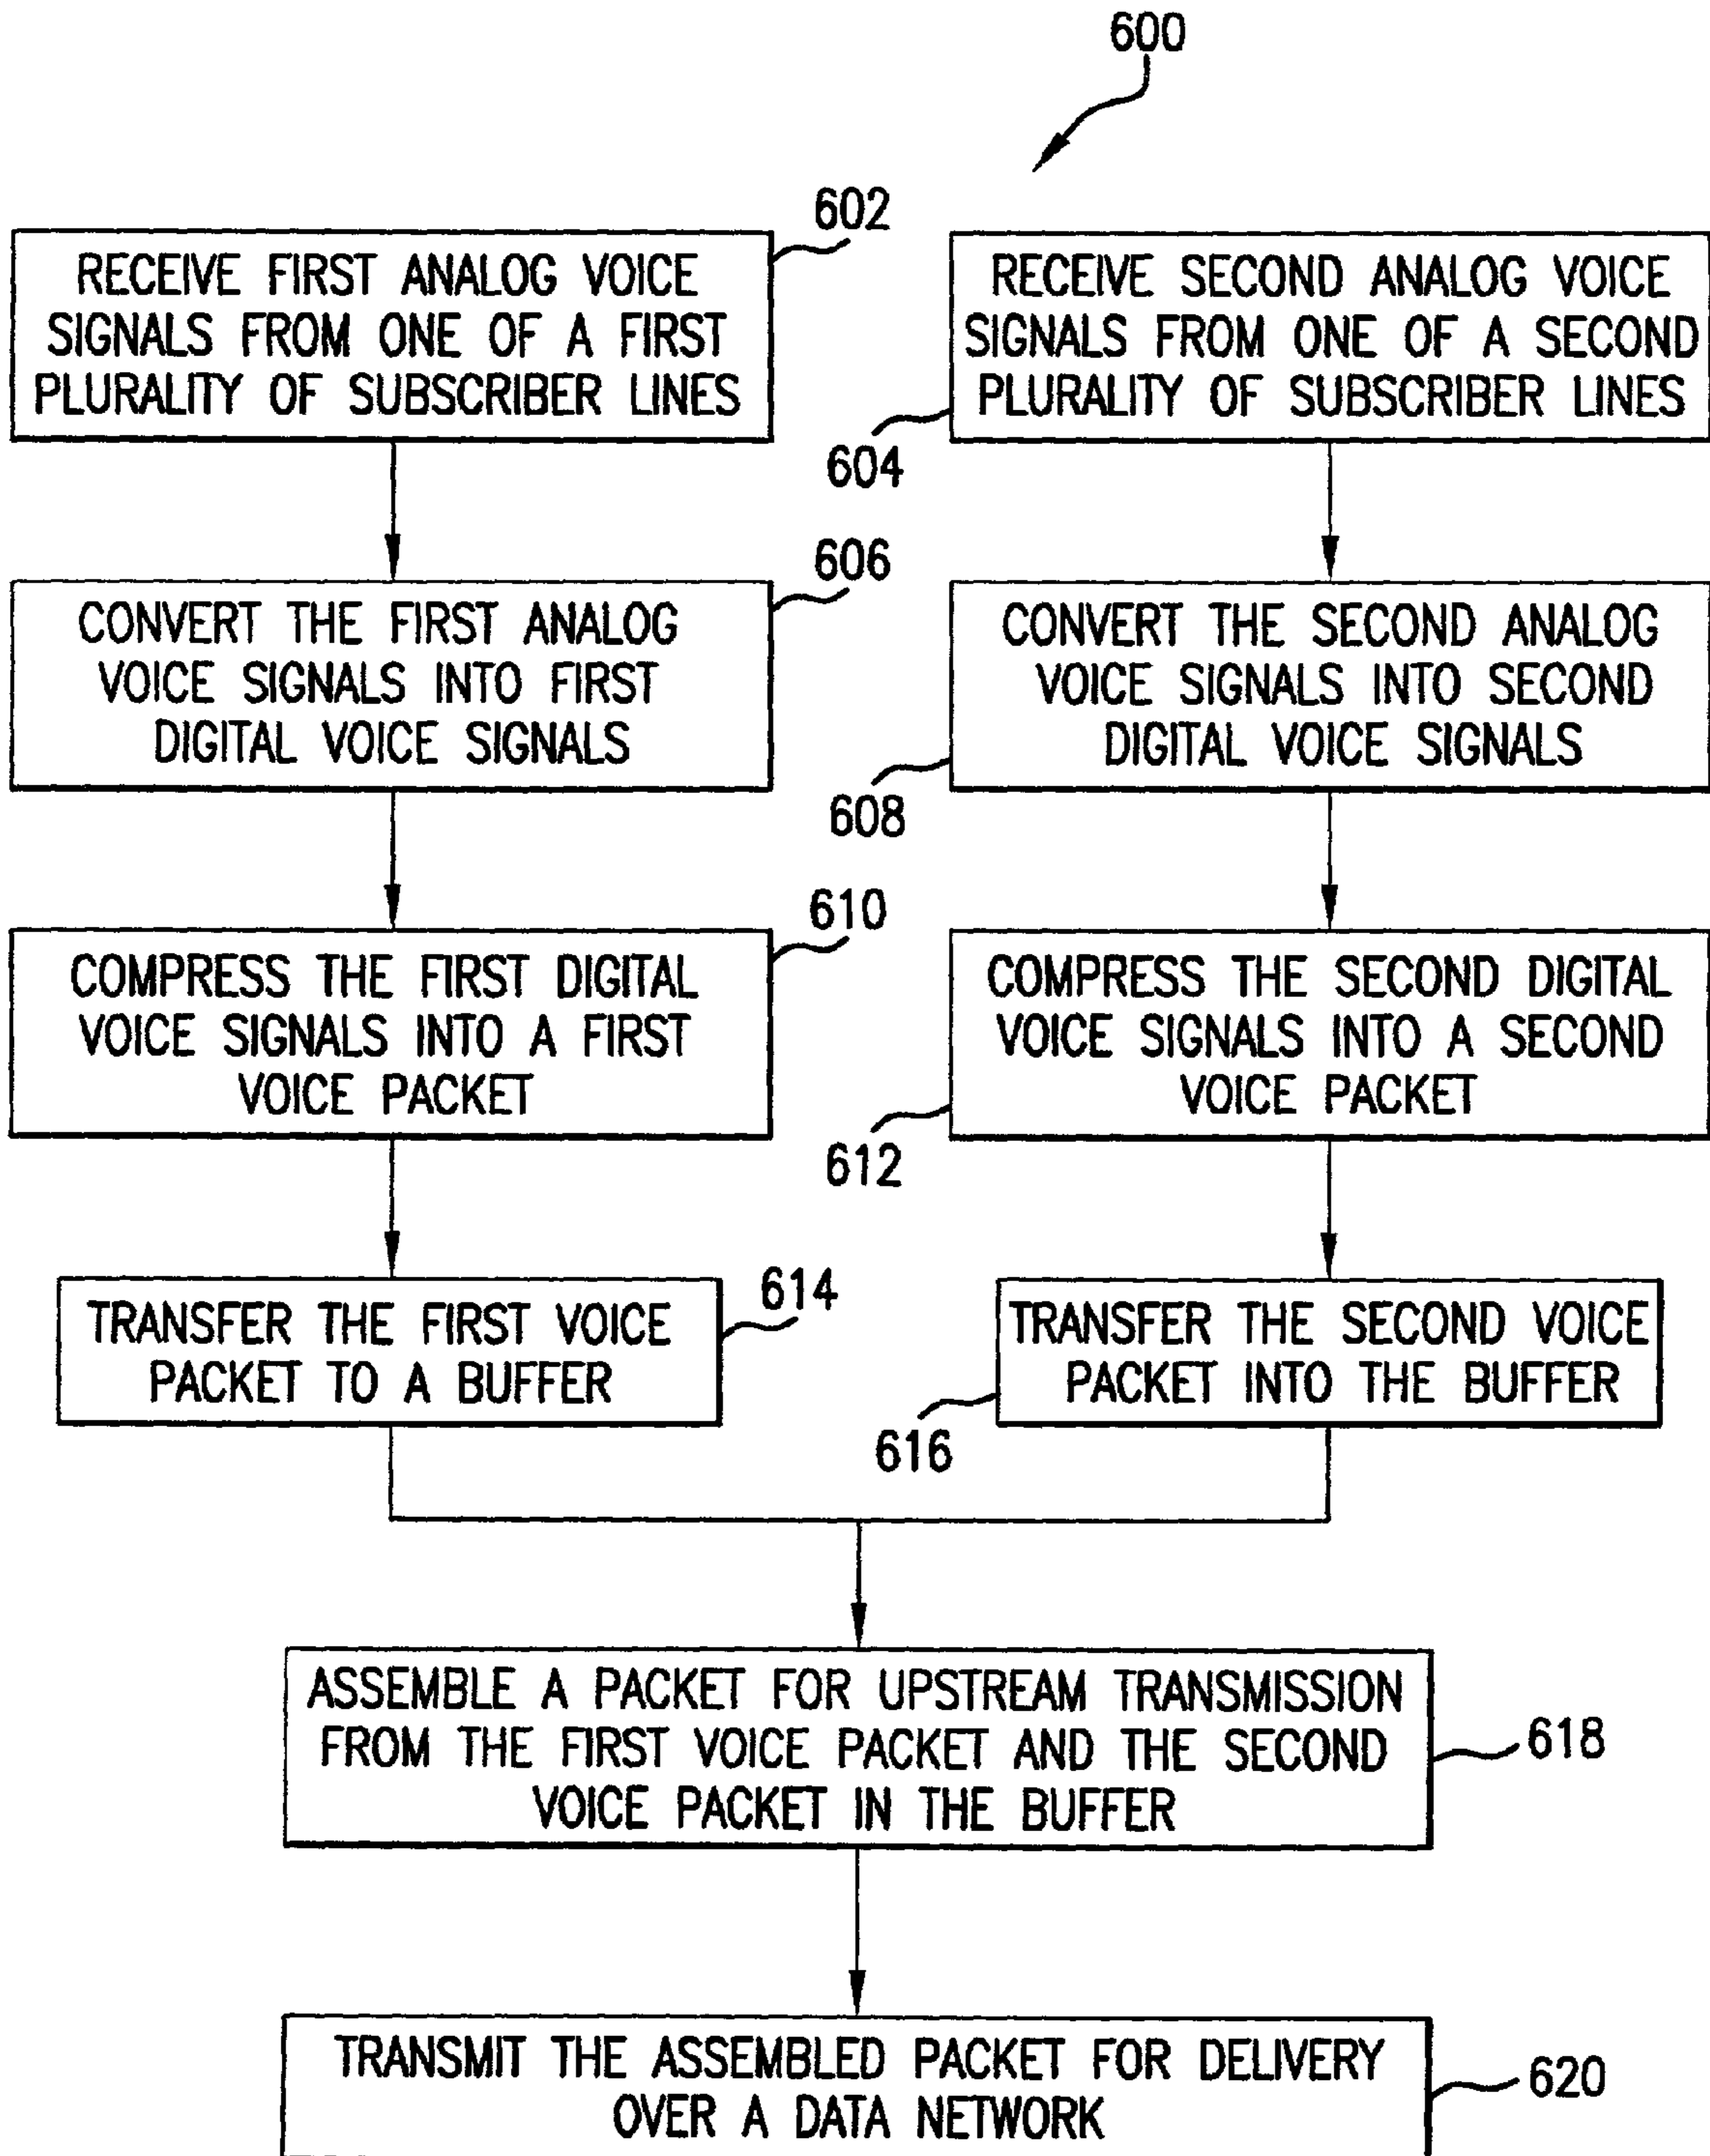 600
602
RECEIVE FIRST ANALOG VOICE
SIGNALS FROM ONE OF A FIRST
PLURALITY OF SUBSCRIBER LINES
RECEIVE SECOND ANALOG VOICE
SIGNALS FROM ONE OF A SECOND
PLURALITY OF SUBSCRIBER LINES
604
606
CONVERT THE FIRST ANALOG
VOICE SIGNALS INTO FIRST
DIGITAL VOICE SIGNALS
CONVERT THE SECOND ANALOG
VOICE SIGNALS INTO SECOND
DIGITAL VOICE SIGNALS
608
610
COMPRESS THE FIRST DIGITAL
VOICE SIGNALS INTO A FIRST
VOICE PACKET
COMPRESS THE SECOND DIGITAL
VOICE SIGNALS INTO A SECOND
VOICE PACKET
612
TRANSFER THE FIRST VOICE
PACKET TO A BUFFER
614
TRANSFER THE SECOND VOICE
PACKET INTO THE BUFFER
616
ASSEMBLE A PACKET FOR UPSTREAM TRANSMISSION
FROM THE FIRST VOICE PACKET AND THE SECOND
VOICE PACKET IN THE BUFFER
618
TRANSMIT THE ASSEMBLED PACKET FOR DELIVERY
OVER A DATA NETWORK
620